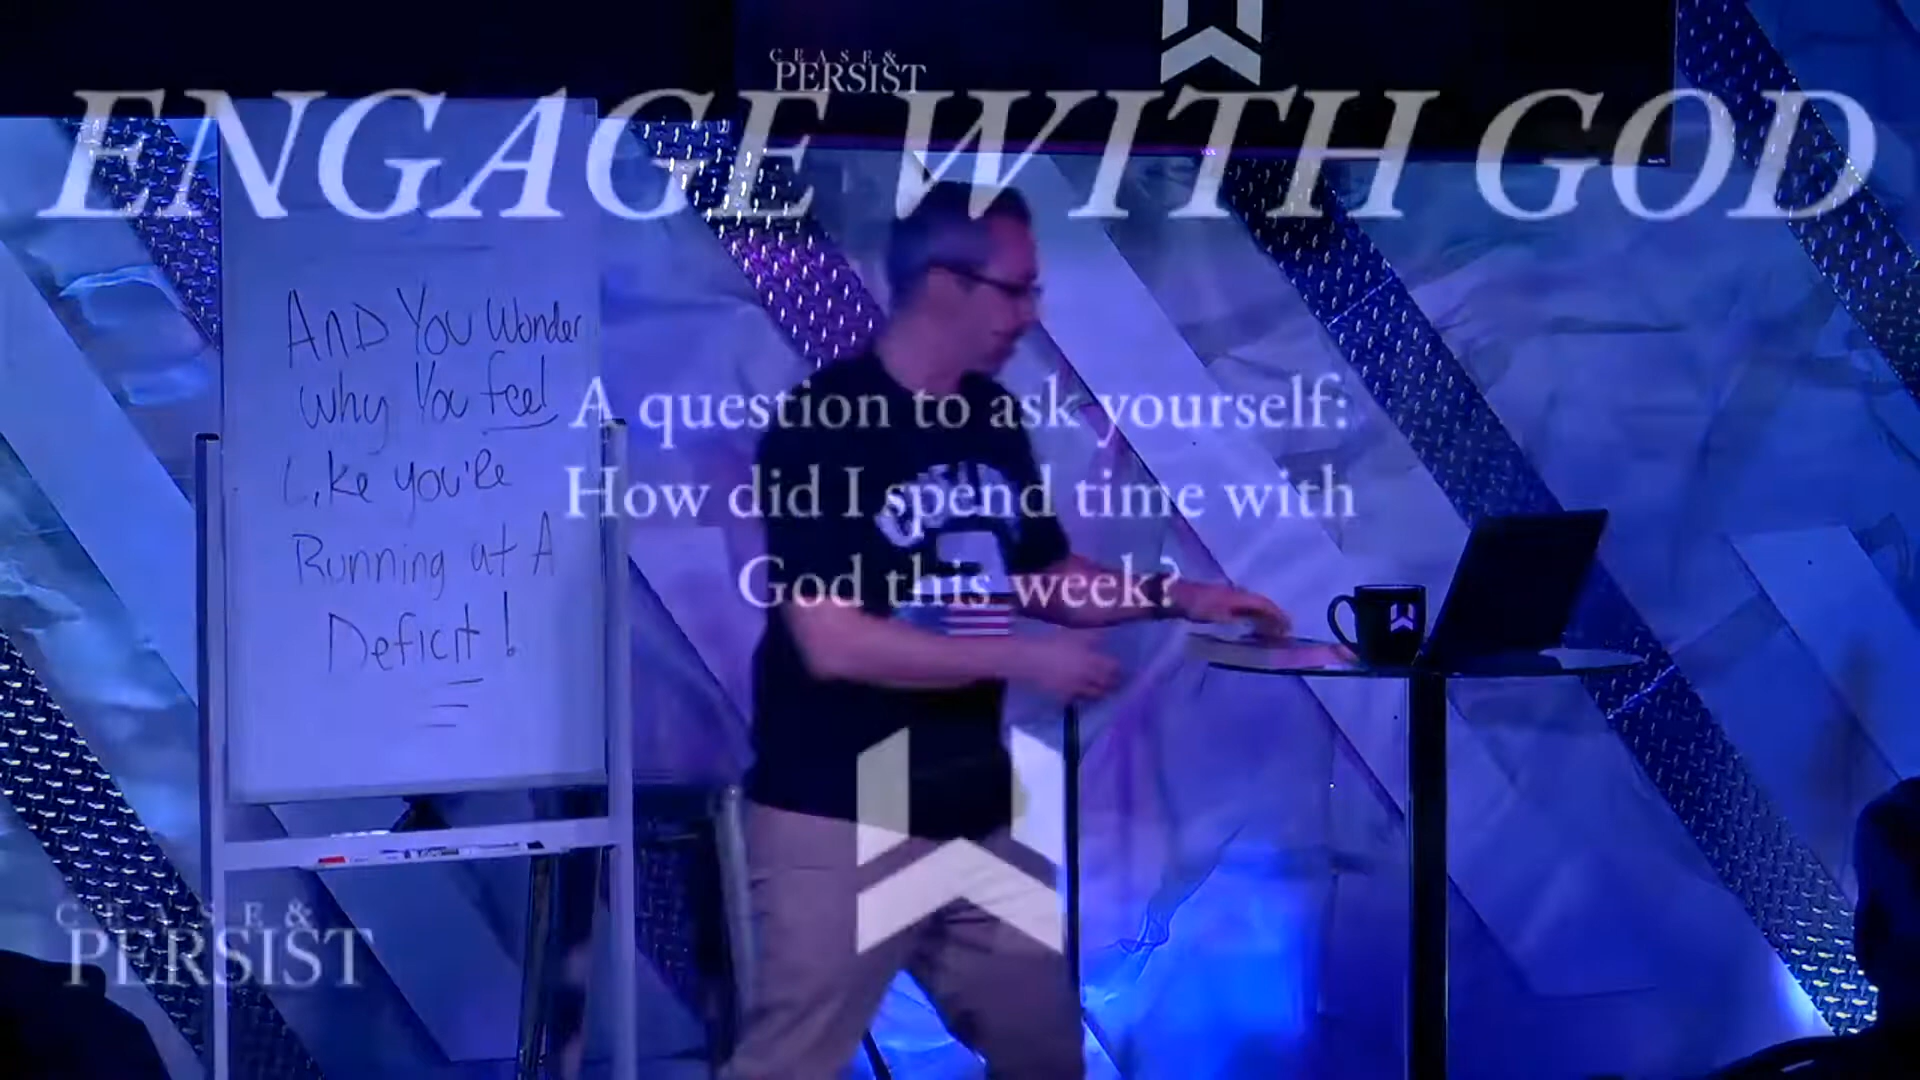 CEASE &
PERSIST
ENGAGE WITH GOD
AND YOU Wonder
Why You feel
Like you're
Running at A
Deficit!
A question to ask yourself:
How did I spend time with
God this week?
CEASE &
PERSIST